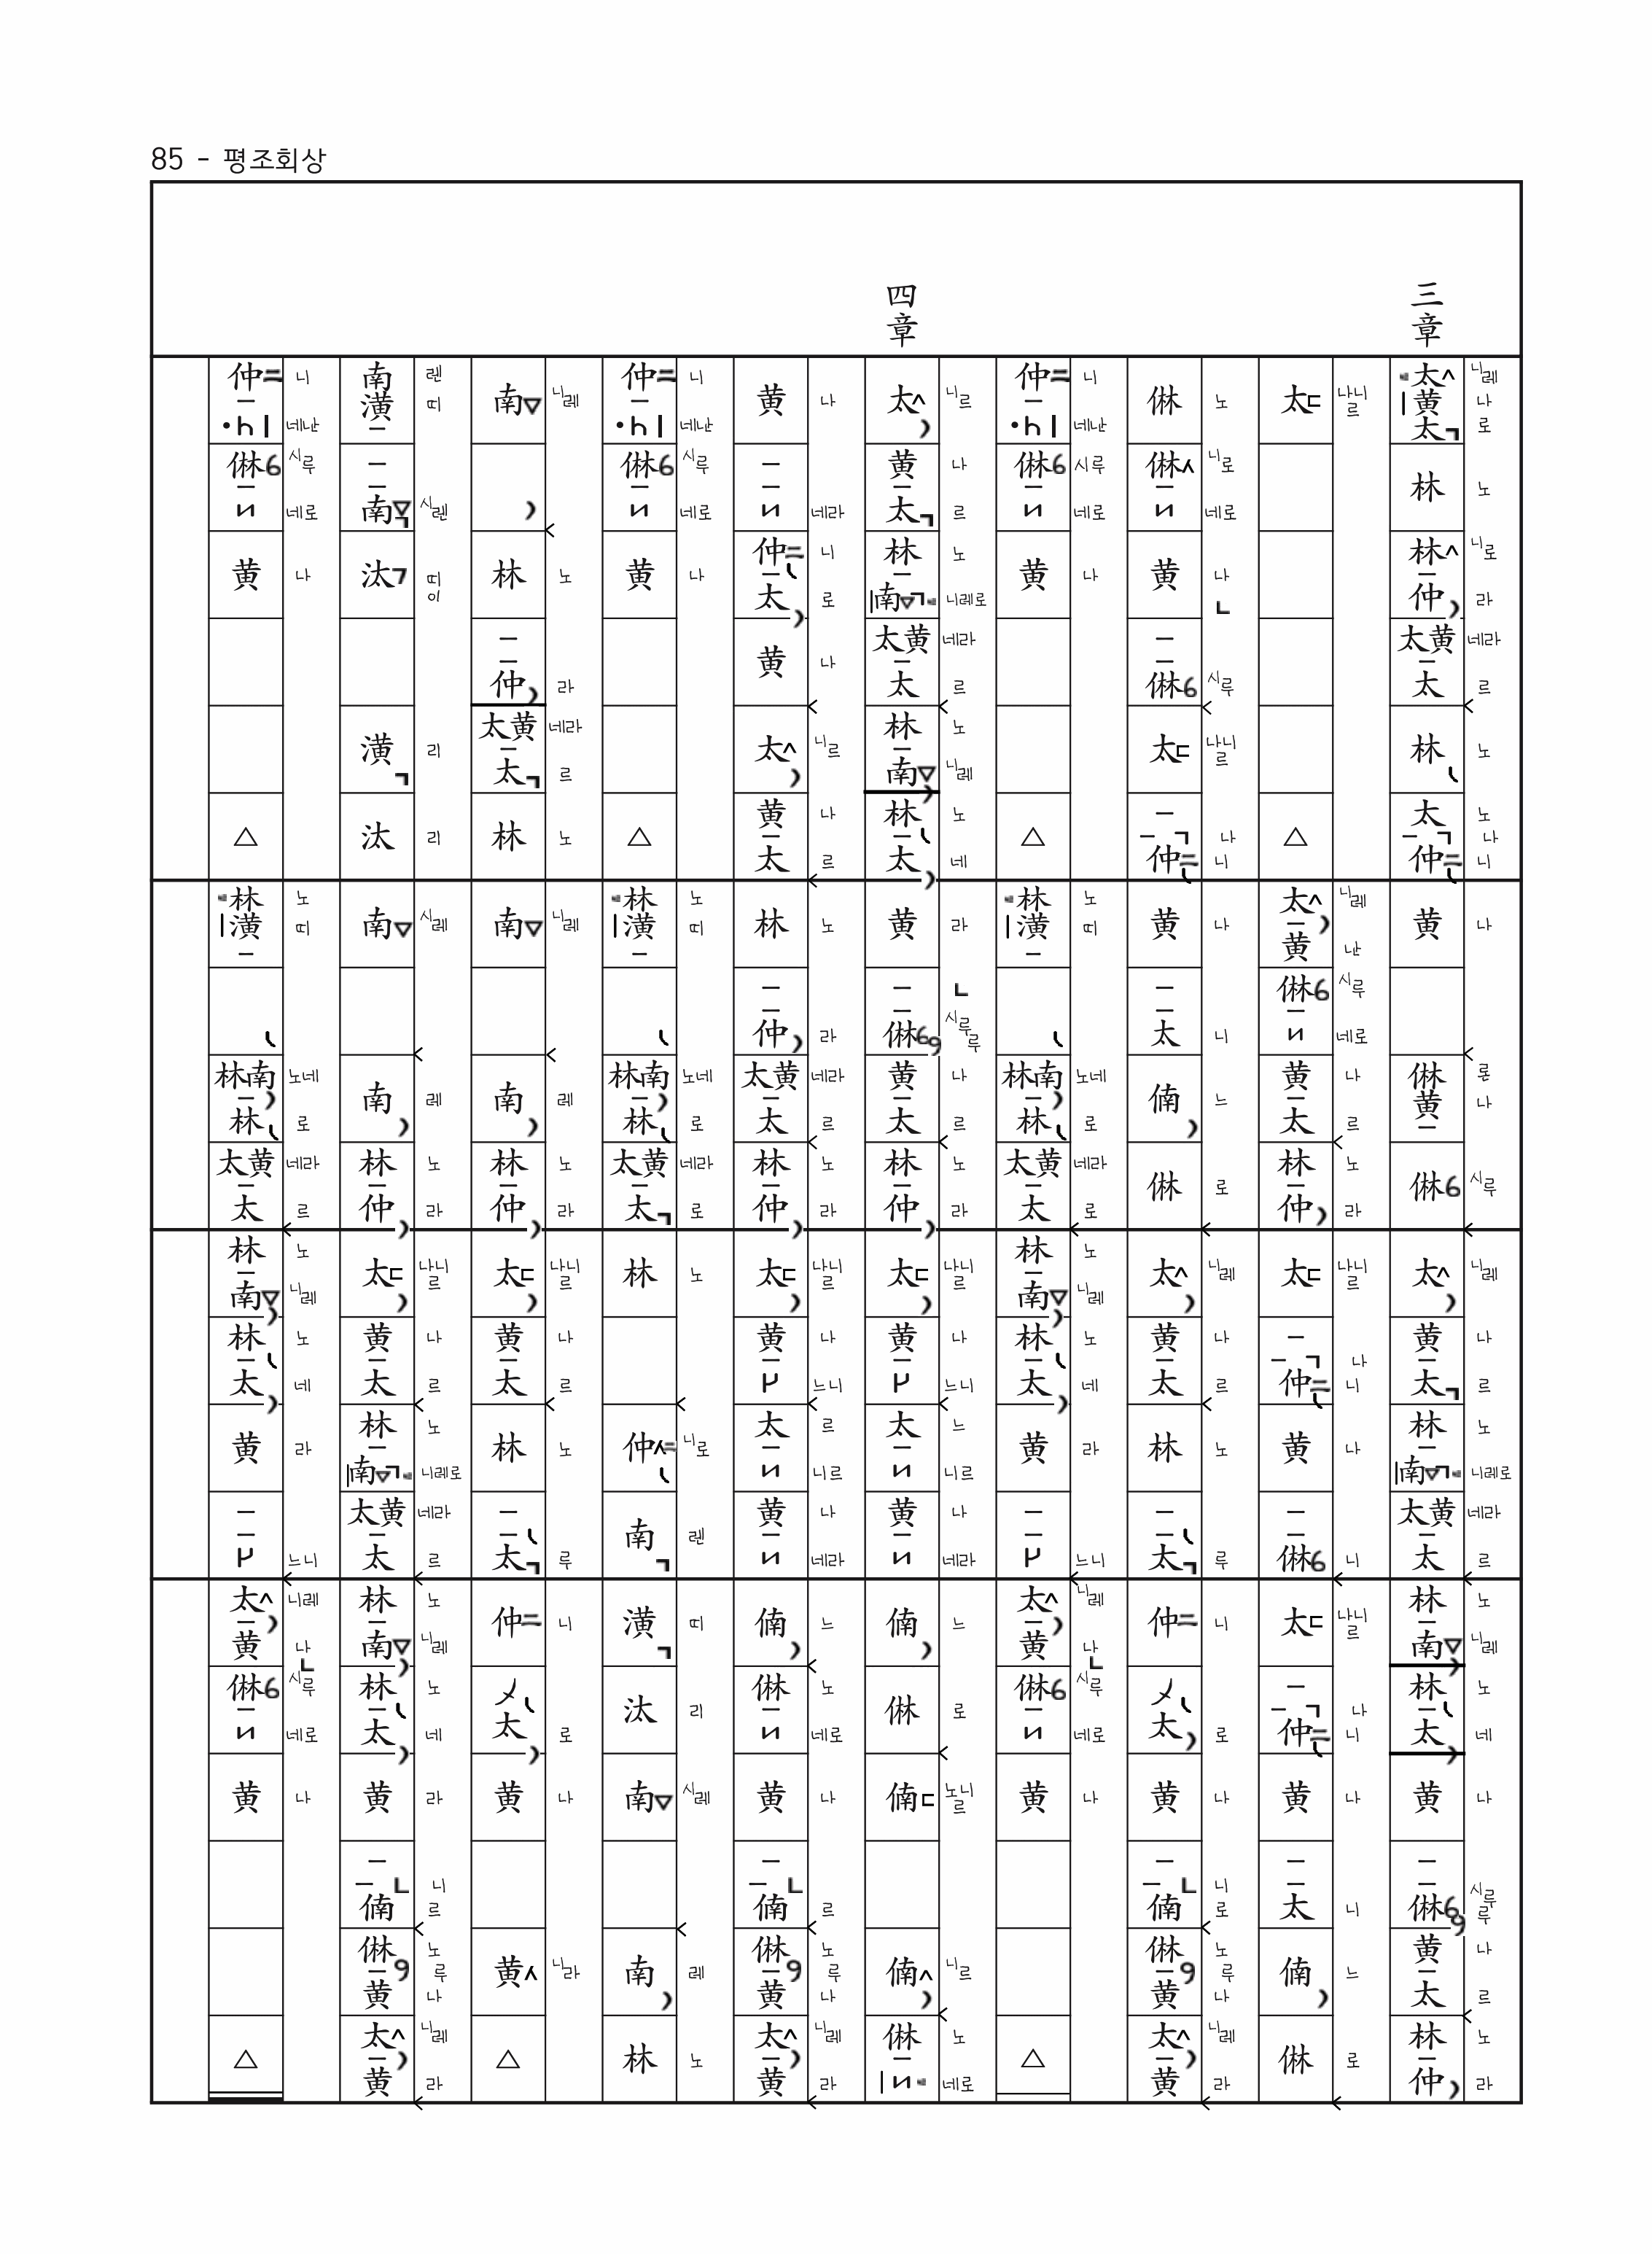 85 - 평조회상
三章
太 黄 太 林 林 仲 太黄 太 林 太 仲 黄 㑣 黄 㑣 太 黄 太 林 南 太黄 太 林 南 林 太 黄 㑣 黄 太 林 仲
니레 나 로 노 니로 라 네라 르 노 노 나 니 나 론 나 시루 니레 나 르 노 니레로 네라 르 노 니레 노 네 나 시루 루 나 르 노 라
太 △ 太 黄 㑣 黄 太 林 仲 太 仲 黄 㑣 太 仲 黄 太 㑲 㑣
나니르 니레 난 시루 네로 나 르 노 라 나니르 나 니 나 니 나니르 나 니 나 니 느 로
㑣 㑣 黄 㑣 太 仲 黄 太 㑲 㑣 太 黄 太 林 太 仲 太 黄 㑲 㑣 黄 太 黄
노 니로 네로 나 시루 나니르 나 니 나 니 느 로 니레 나 르 노 루 니 로 나 니 로 노 루 나 니레 라
仲 㑣 黄 △ 林 潢 林南 林 太黄 太 林 南 林 太 黄 太 黄 㑣 黄 △
니 네난 시루 네로 나 노 띠 노네 로 네라 로 노 니레 노 네 라 느니 니레 나 시루 네로 나
四章
太 黄 太 林 南 太黄 太 林 南 林 太 黄 㑣 黄 太 林 仲 太 黄 太 黄 㑲 㑣 㑲 㑲 㑣
니르 나 르 노 니레로 네라 르 노 니레 노 네 라 시루 루 나 르 노 라 나니르 나 느니 느 니르 나 네라 느 로 노니르 니르 노 네로
黄 仲 太 黄 太 黄 太 林 仲 太黄 太 林 仲 太 黄 太 黄 㑲 㑣 黄 㑲 㑣 黄 太 黄
나 네라 니 로 나 니르 나 르 노 라 네라 르 노 라 나니르 나 느니 르 니르 나 네라 느 노 네로 나 르 노 루 나 니레 라
仲 㑣 黄 △ 林 潢 林南 林 太黄 太 林 仲 南 潢 汰 南 南 林
니 네난 시루 네로 나 노 띠 노네 로 네라 로 노 니로 렌 띠 리 시레 레 노
南 林 仲 太黄 太 林 南 南 林 仲 太 黄 太 林 太 仲 太 黄 黄 △
니레 노 라 네라 르 노 니레 레 노 라 나니르 나 르 노 루 니 로 나 니라
南 潢 南 汰 潢 汰 南 南 林 仲 太 黄 太 林 南 太黄 太 林 南 林 太 黄 㑲 㑣 黄 太 黄
렌 띠 시렌 띠이 리 리 시레 레 노 라 나니르 나 르 노 니레로 네라 르 노 니레 노 네 라 니 르 노 루 나 니레 라
仲 㑣 黄 △ 林 潢 林南 林 太黄 太 林 南 林 太 黄 太 黄 㑣 黄 △
니 네난 시루 네로 나 노 띠 노네 로 네라 르 노 니레 노 네 라 느니 니레 나 시루 네로 나